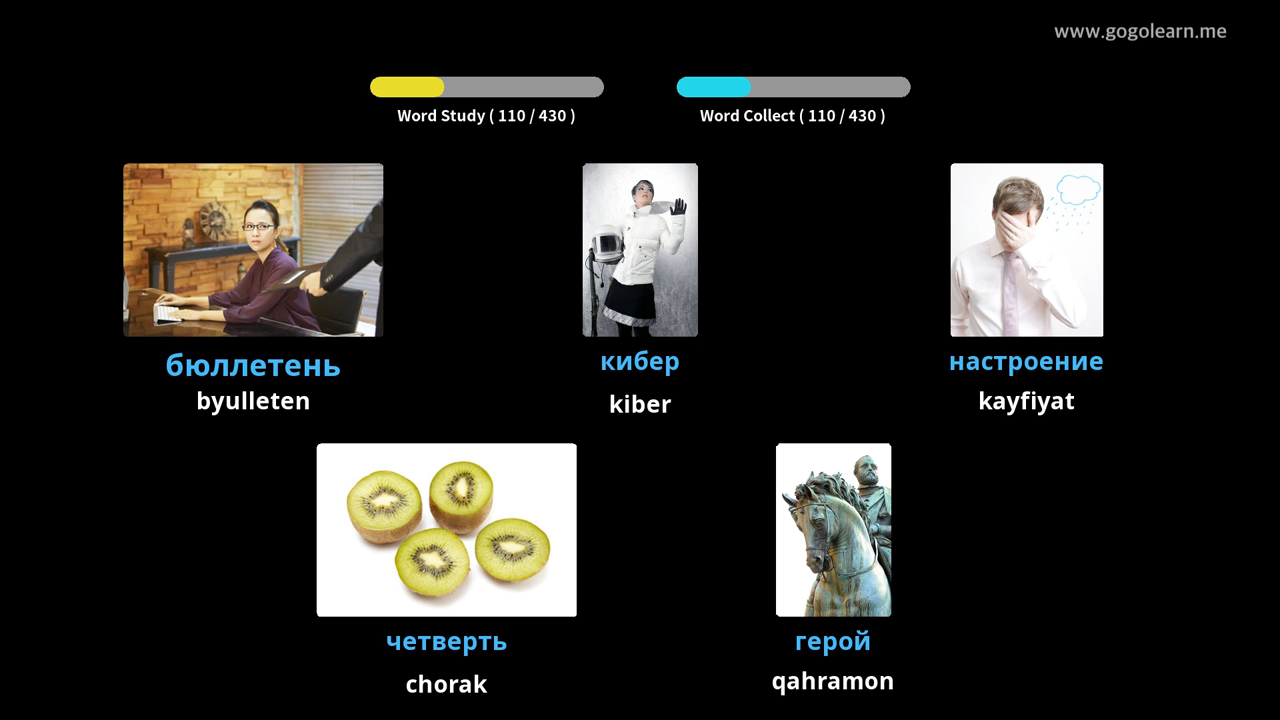 www.gogolearn.me
Word Study ( 110 / 430 )
Word Collect ( 110 / 430 )
бюллетень
byulleten
кибер
kiber
настроение
kayfiyat
четверть
chorak
герой
qahramon